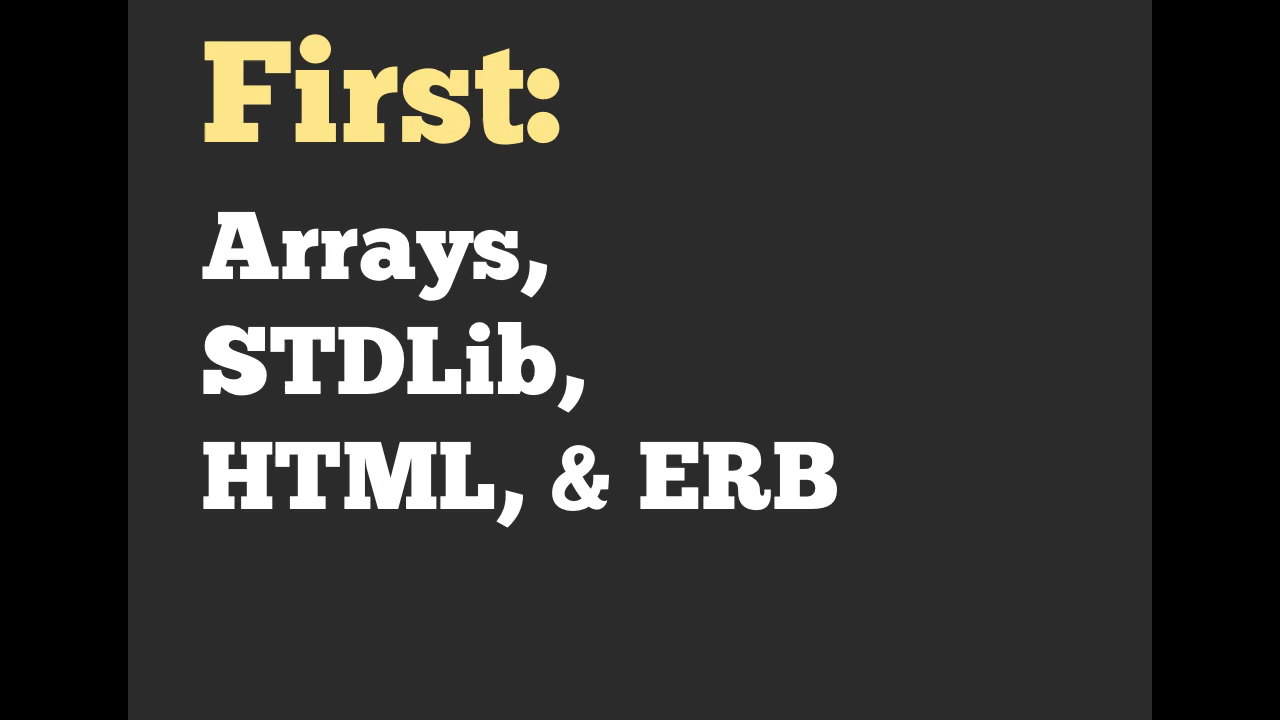 First:
Arrays,
STDLib,
HTML, & ERB